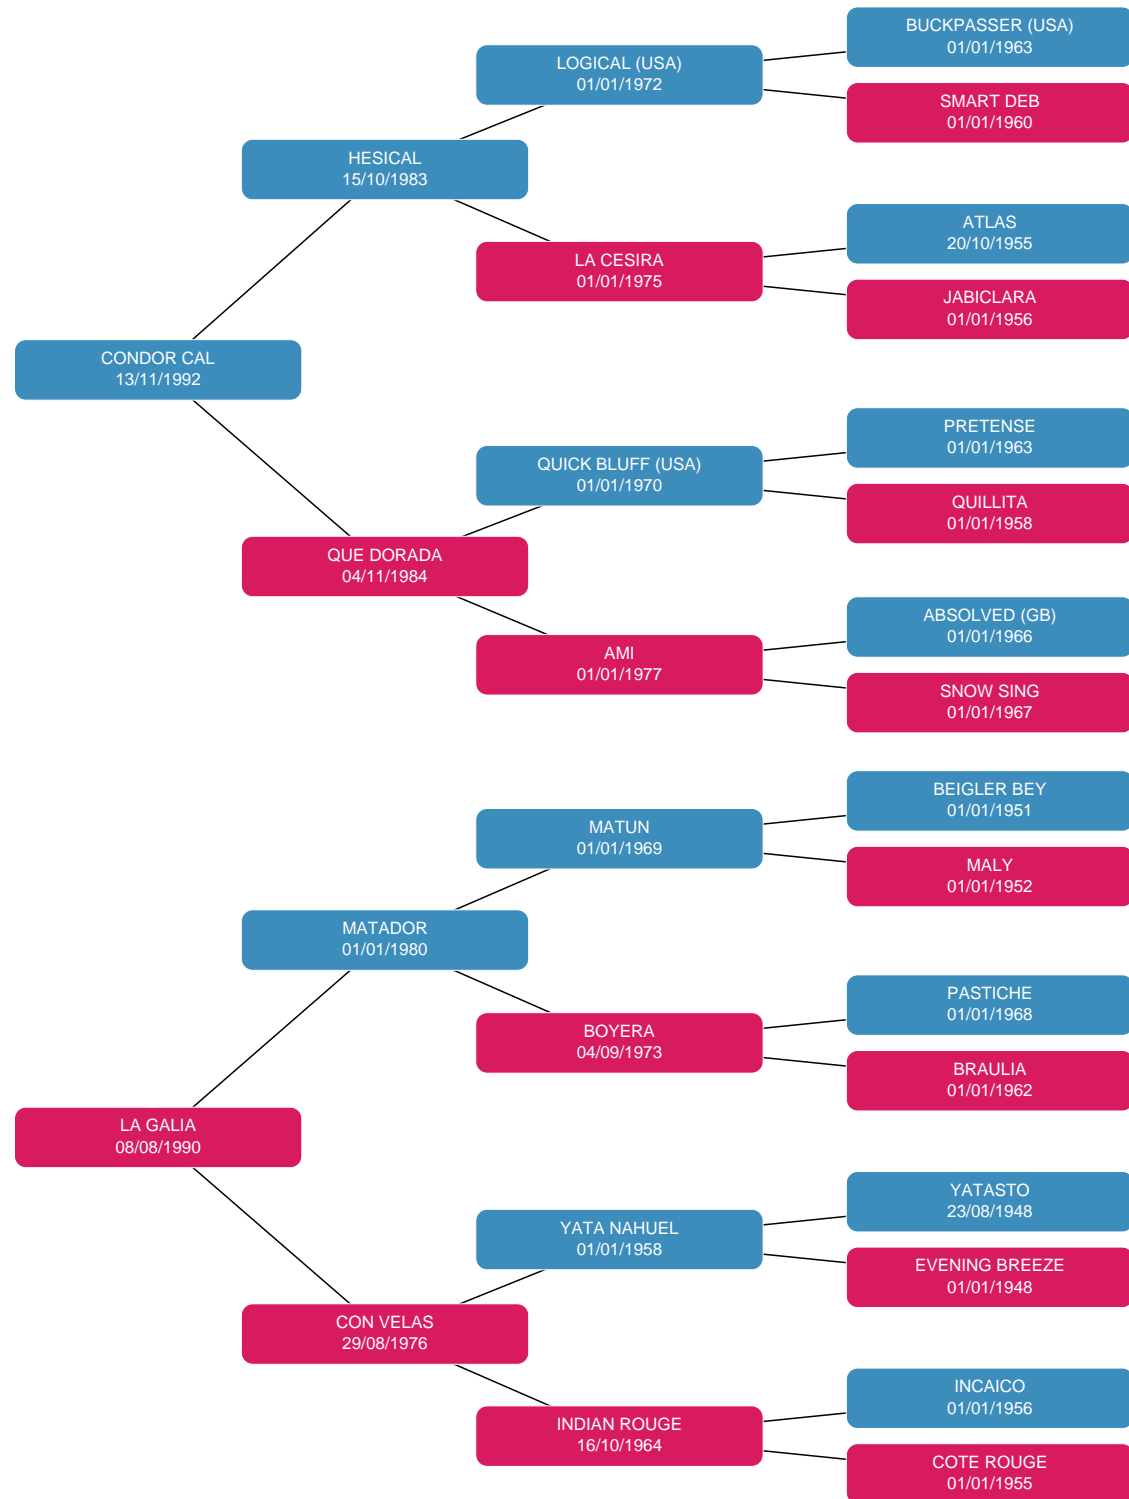 BUCKPASSER (USA)
01/01/1963
LOGICAL (USA)
01/01/1972
SMART DEB
01/01/1960
HESICAL
15/10/1983
ATLAS
20/10/1955
LA CESIRA
01/01/1975
JABICLARA
01/01/1956
CONDOR CAL
13/11/1992
PRETENSE
01/01/1963
QUICK BLUFF (USA)
01/01/1970
QUILLITA
01/01/1958
QUE DORADA
04/11/1984
ABSOLVED (GB)
01/01/1966
AMI
01/01/1977
SNOW SING
01/01/1967
BEIGLER BEY
01/01/1951
MATUN
01/01/1969
MALY
01/01/1952
MATADOR
01/01/1980
PASTICHE
01/01/1968
BOYERA
04/09/1973
BRAULIA
01/01/1962
LA GALIA
08/08/1990
YATASTO
23/08/1948
YATA NAHUEL
01/01/1958
EVENING BREEZE
01/01/1948
CON VELAS
29/08/1976
INCAICO
01/01/1956
INDIAN ROUGE
16/10/1964
COTE ROUGE
01/01/1955